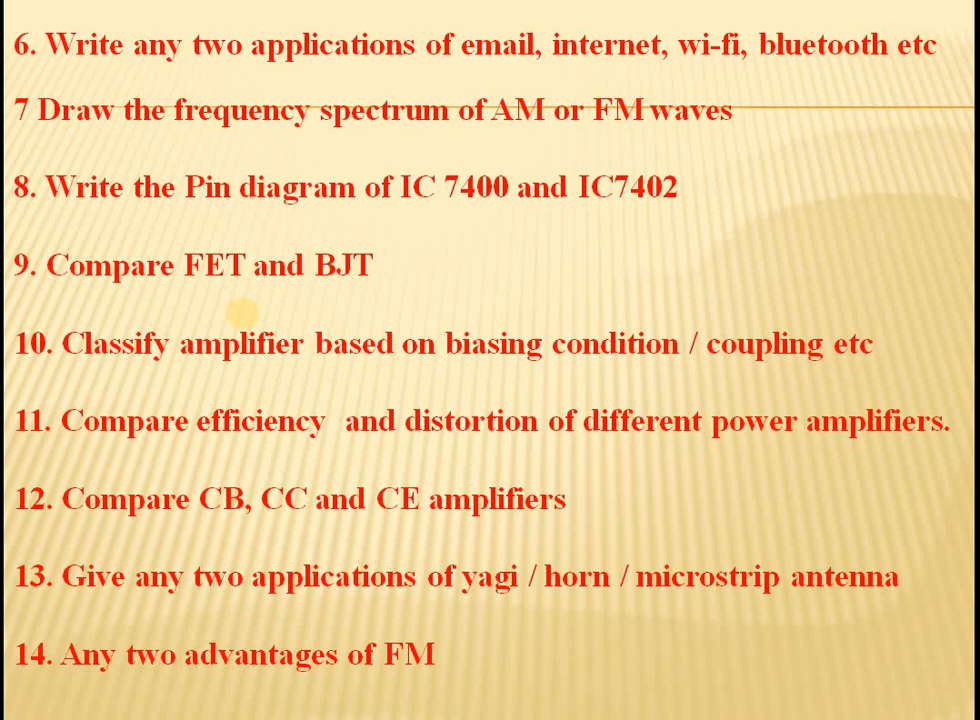 6. Write any two applications of email, internet, wi-fi, bluetooth etc
7 Draw the frequency spectrum of AM or FM waves
8. Write the Pin diagram of IC 7400 and IC7402
9. Compare FET and BJT
10. Classify amplifier based on biasing condition / coupling etc
11. Compare efficiency and distortion of different power amplifiers.
12. Compare CB, CC and CE amplifiers
13. Give any two applications of yagi / horn / microstrip antenna
14. Any two advantages of FM